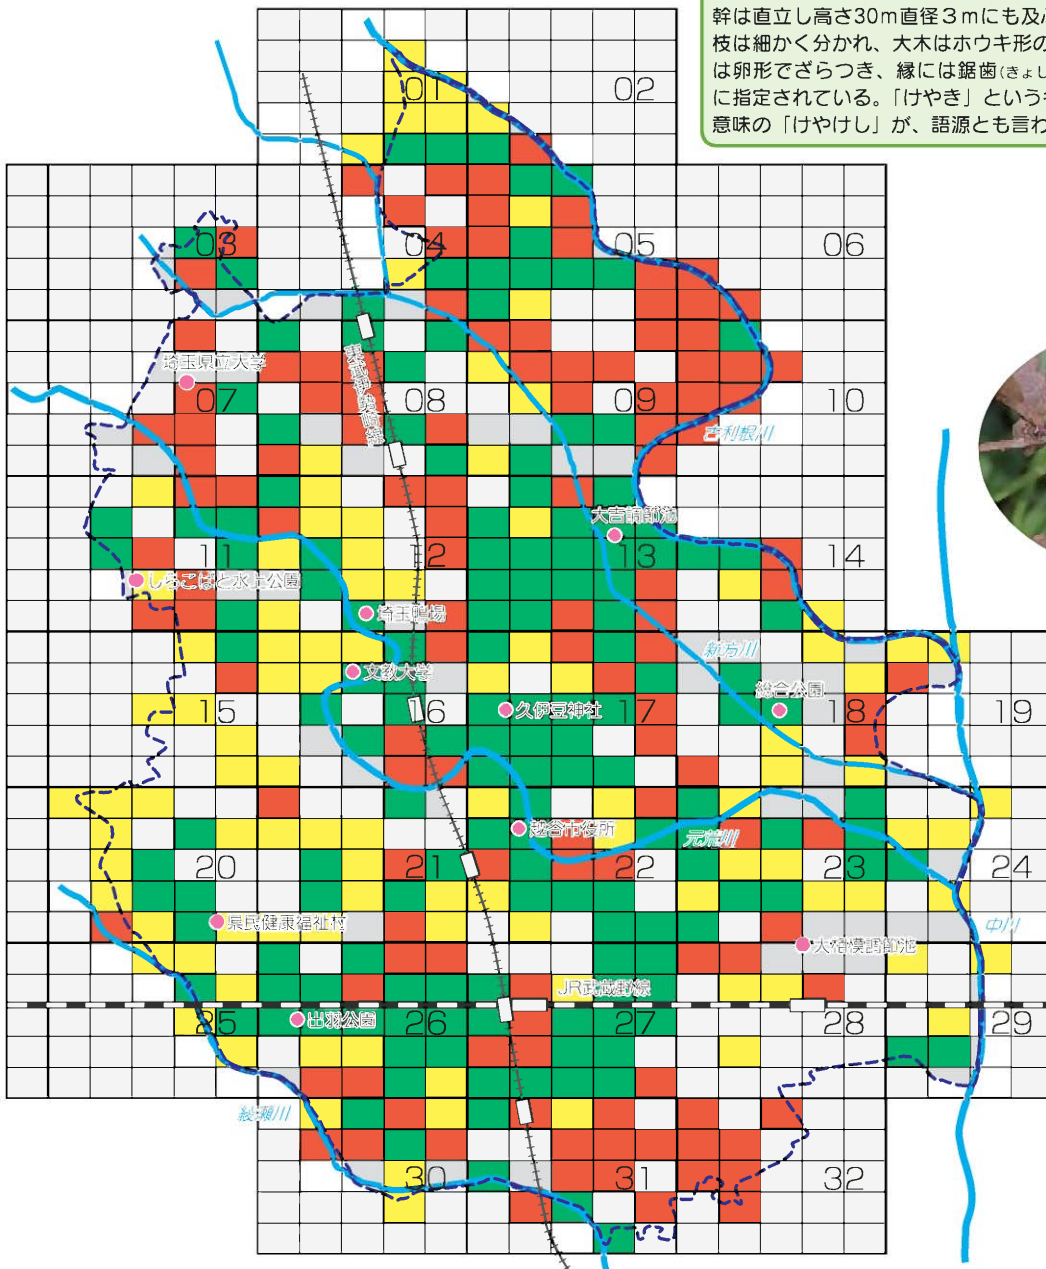 幹は直立し高さ30m直径3mにも及
枝は細かく分かれ、大木はホウキ形の
は卵形でざらつき、縁には鋸歯(きょし
に指定されている。「けやき」という
意味の「けやけし」が、語源とも言わ
01
02
03
04
05
06
埼玉県立大学
東武伊勢崎線
07
08
09
10
古利根川
大吉調節池
11
12
13
14
しらこばと水上公園
埼玉鴨場
新方川
文教大学
総合公園
15
16
久伊豆神社
17
18
19
越谷市役所
元荒川
20
21
22
23
24
県民健康福祉村
中川
大相模調節池
JR武蔵野線
25
出羽公園
26
27
28
29
綾瀬川
30
31
32